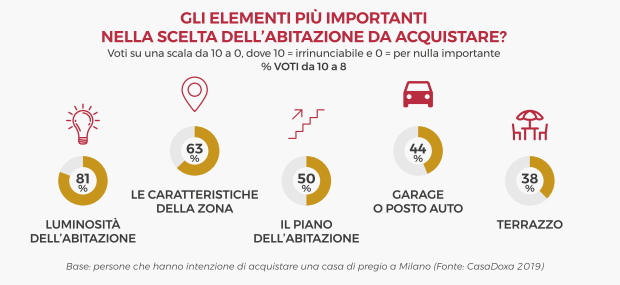 GLI ELEMENTI PIÙ IMPORTANTI
NELLA SCELTA DELL'ABITAZIONE DA ACQUISTARE?
Voti su una scala da 10 a 0, dove 10 = irrinunciabile e 0 = per nulla importante
% VOTI da 10 a 8
81
%
LUMINOSITÀ
DELL'ABITAZIONE
63
%
LE CARATTERISTICHE
DELLA ZONA
50
%
IL PIANO
DELL'ABITAZIONE
44
%
GARAGE
O POSTO AUTO
38
%
TERRAZZO
Base: persone che hanno intenzione di acquistare una casa di pregio a Milano (Fonte: CasaDoxa 2019)